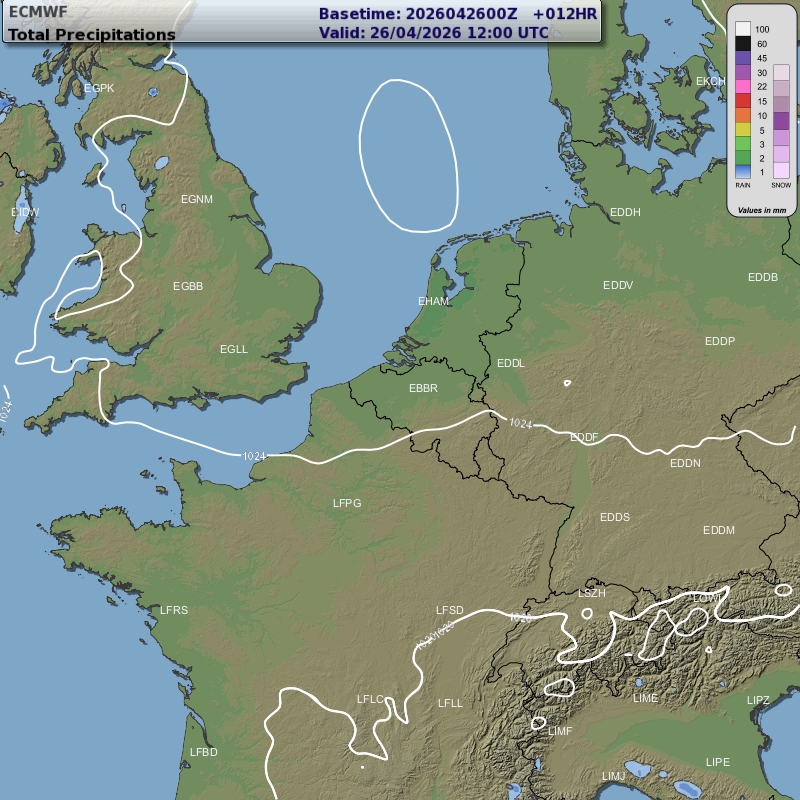 ECMWF
Basetime: 2026042600Z +012HR
Total Precipitations
Valid: 26/04/2026 12:00 UTC
100
60
45
30
22
15
10
5
3
2
1
RAIN
SNOW
Values in mm
EGPK
EKCH
EIDW
EGNM
EDDH
EGBB
EDDV
EDDB
EHAM
EGLL
EDDP
EDDL
EBBR
1024
1024
1024
EDDF
EDDN
LFPG
EDDS
EDDM
LSZH
LOWI
LFRS
LFSD
1020
1020
1020
LFLC
LFLL
LIME
LIPZ
LIMF
LFBD
LIPE
LIMJ